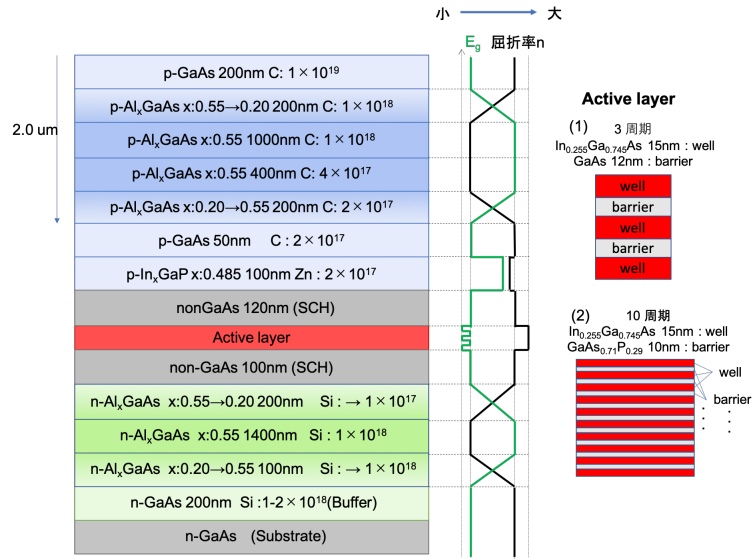 小 大
Eg 屈折率n
2.0 um
p-GaAs 200nm C: 1×10¹⁹
p-AlₓGaAs x:0.55→0.20 200nm C: 1×10¹⁸
p-AlₓGaAs x:0.55 1000nm C: 1×10¹⁸
p-AlₓGaAs x:0.55 400nm C: 4×10¹⁷
p-AlₓGaAs x:0.20→0.55 200nm C: 2×10¹⁷
p-GaAs 50nm C : 2×10¹⁷
p-InₓGaP x:0.485 100nm Zn : 2×10¹⁷
nonGaAs 120nm (SCH)
Active layer
non-GaAs 100nm (SCH)
n-AlₓGaAs x:0.55→0.20 200nm Si : → 1×10¹⁷
n-AlₓGaAs x:0.55 1400nm Si : 1×10¹⁸
n-AlₓGaAs x:0.20→0.55 100nm Si : → 1×10¹⁸
n-GaAs 200nm Si :1-2×10¹⁸(Buffer)
n-GaAs (Substrate)
Active layer
(1) 3 周期
In₀.₂₅₅Ga₀.₇₄₅As 15nm : well
GaAs 12nm : barrier
well
barrier
well
barrier
well
(2) 10 周期
In₀.₂₅₅Ga₀.₇₄₅As 15nm : well
GaAs₀.₇₁P₀.₂₉ 10nm : barrier
well
barrier